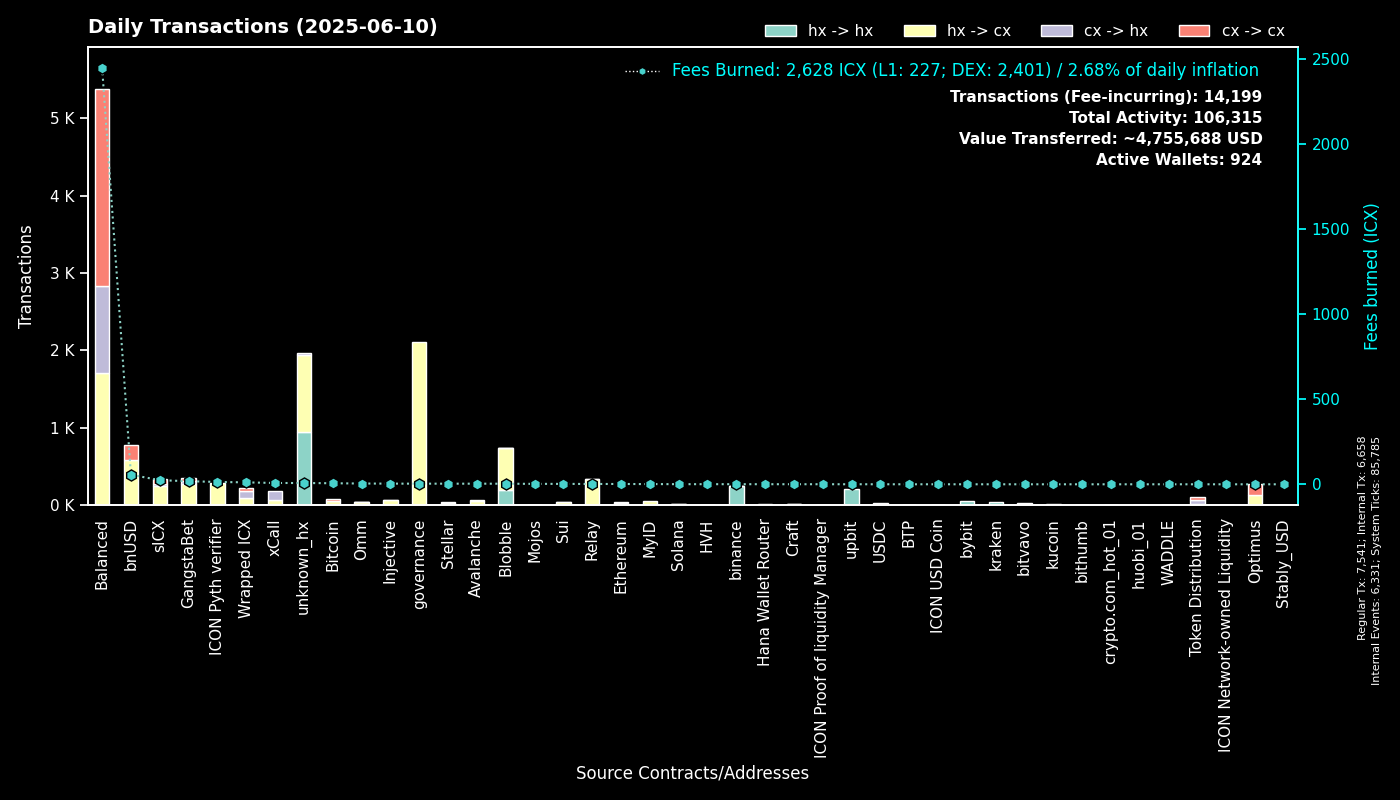 Daily Transactions (2025-06-10)
hx -> hx
hx -> cx
cx -> hx
cx -> cx
Fees Burned: 2,628 ICX (L1: 227; DEX: 2,401) / 2.68% of daily inflation
Transactions (Fee-incurring): 14,199
Total Activity: 106,315
Value Transferred: ~4,755,688 USD
Active Wallets: 924
Transactions
5 K
4 K
3 K
2 K
1 K
0 K
2500
2000
1500
1000
500
0
Fees burned (ICX)
Balanced
bnUSD
sICX
GangstaBet
ICON Pyth verifier
Wrapped ICX
xCall
unknown_hx
Bitcoin
Omm
Injective
governance
Stellar
Avalanche
Blobble
Mojos
Sui
Relay
Ethereum
MyID
Solana
HVH
binance
Hana Wallet Router
Craft
ICON Proof of liquidity Manager
upbit
USDC
BTP
ICON USD Coin
bybit
kraken
bitvavo
kucoin
bithumb
crypto.com_hot_01
huobi_01
WADDLE
Token Distribution
ICON Network-owned Liquidity
Optimus
Stably_USD
Source Contracts/Addresses
Regular Tx: 7,541; Internal Tx: 6,658
Internal Events: 6,331; System Ticks: 85,785